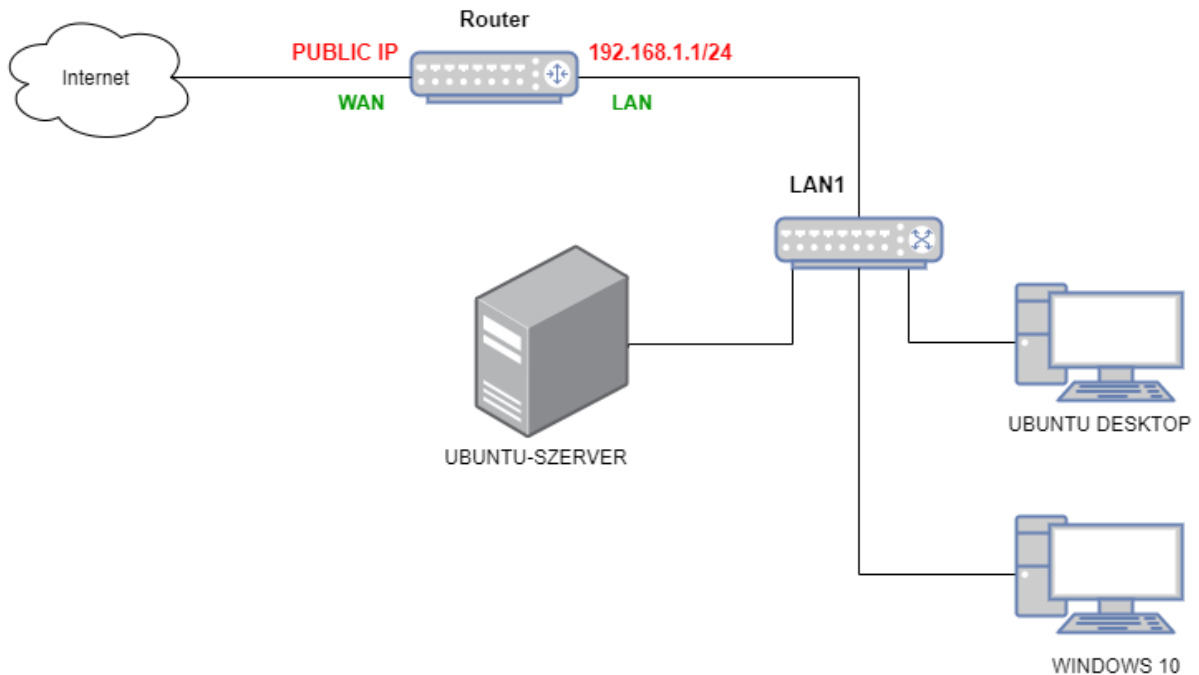 Router
PUBLIC IP
192.168.1.1/24
Internet
WAN
LAN
LAN1
UBUNTU DESKTOP
UBUNTU-SZERVER
WINDOWS 10